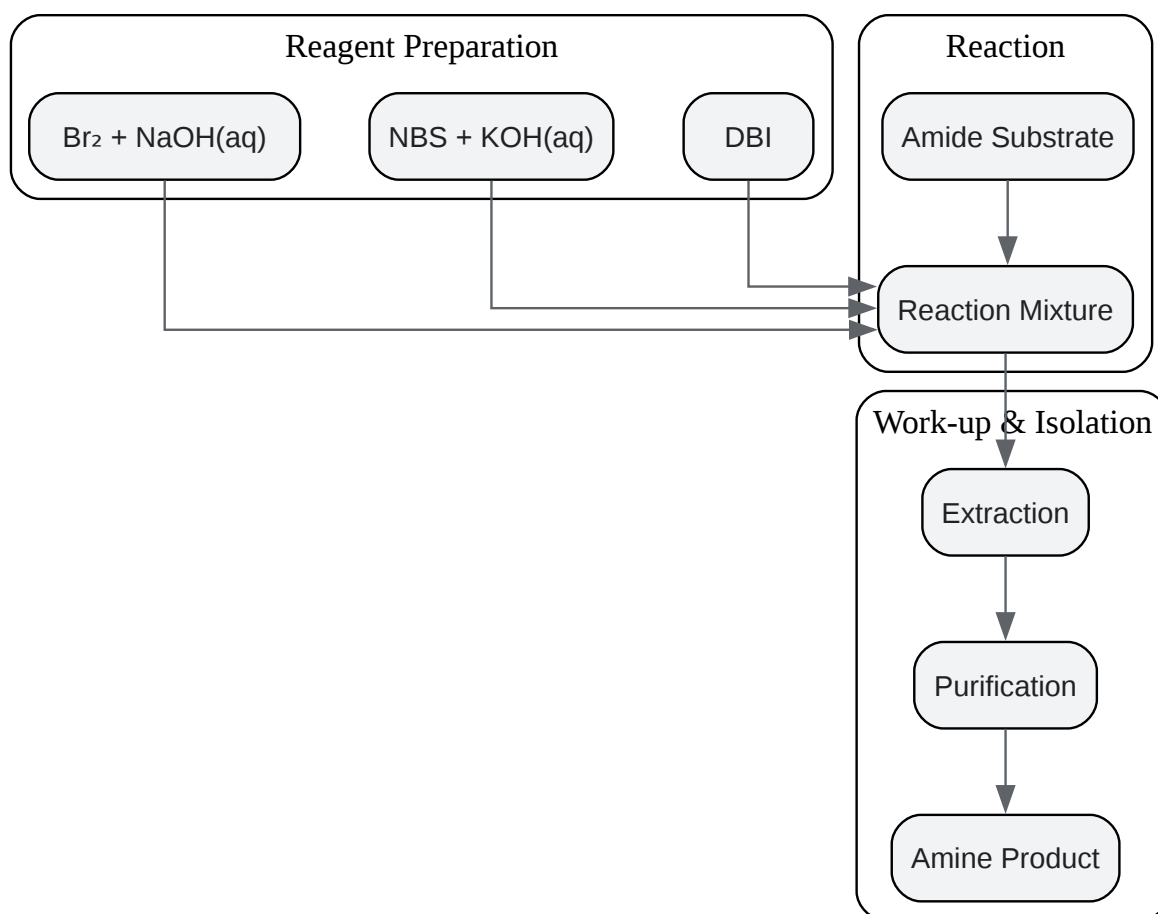 Reagent Preparation
Reaction
Br₂ + NaOH(aq)
NBS + KOH(aq)
DBI
Amide Substrate
Reaction Mixture
Work-up & Isolation
Extraction
Purification
Amine Product